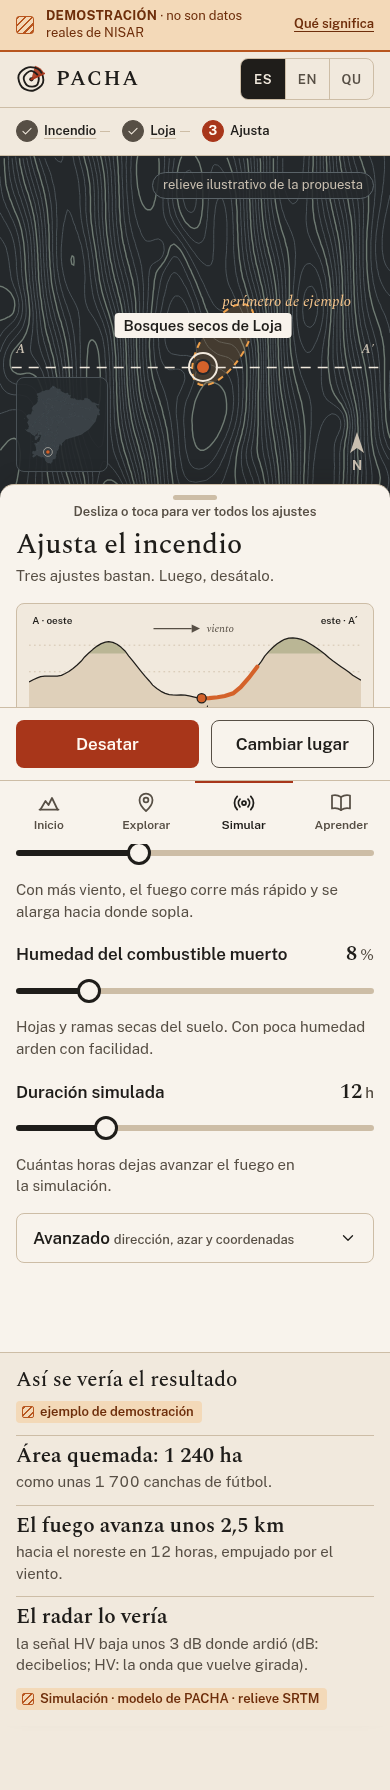 DEMOSTRACIÓN · no son datos
reales de NISAR
Qué significa
PACHA
ES EN QU
Incendio
Loja
3 Ajusta
relieve ilustrativo de la propuesta
perímetro de ejemplo
Bosques secos de Loja
A
A´
N
Desliza o toca para ver todos los ajustes
Ajusta el incendio
Tres ajustes bastan. Luego, desátalo.
A · oeste
viento
este · A´
Desatar
Cambiar lugar
Inicio
Explorar
Simular
Aprender
Con más viento, el fuego corre más rápido y se
alarga hacia donde sopla.
Humedad del combustible muerto 8 %
Hojas y ramas secas del suelo. Con poca humedad
arden con facilidad.
Duración simulada 12 h
Cuántas horas dejas avanzar el fuego en
la simulación.
Avanzado dirección, azar y coordenadas
Así se vería el resultado
ejemplo de demostración
Área quemada: 1 240 ha
como unas 1 700 canchas de fútbol.
El fuego avanza unos 2,5 km
hacia el noreste en 12 horas, empujado por el
viento.
El radar lo vería
la señal HV baja unos 3 dB donde ardió (dB:
decibelios; HV: la onda que vuelve girada).
Simulación · modelo de PACHA · relieve SRTM